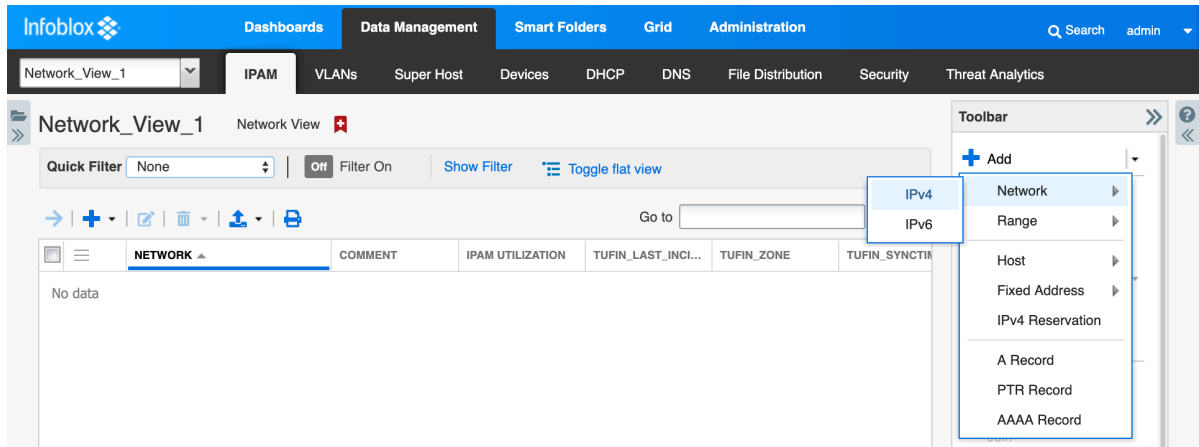 Infoblox Dashboards Data Management Smart Folders Grid Administration Search admin
Network_View_1 IPAM VLANs Super Host Devices DHCP DNS File Distribution Security Threat Analytics
Network_View_1 Network View
Toolbar
Quick Filter None Off Filter On Show Filter Toggle flat view
Add
Network
IPv4
Range
IPv6
Go to
NETWORK COMMENT IPAM UTILIZATION TUFIN_LAST_INCI... TUFIN_ZONE TUFIN_SYNCTIM
No data
Host
Fixed Address
IPv4 Reservation
A Record
PTR Record
AAAA Record